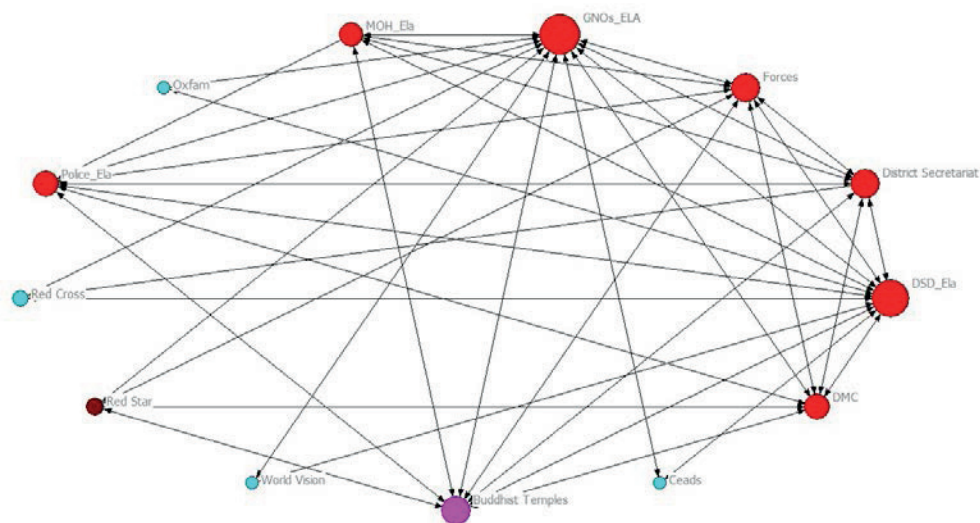 GNOs_ELA
MOH_Ela
Forces
Oxfam
Police_Ela
District Secretariat
Red Cross
DSD_Ela
Red Star
DMC
World Vision
Ceads
Buddhist Temples